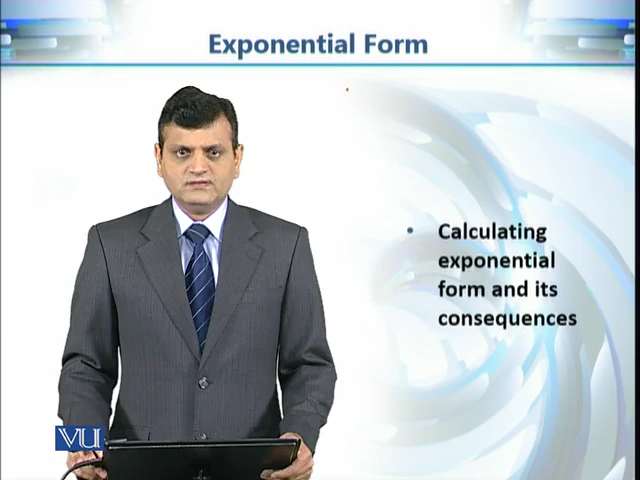 Exponential Form
• Calculating
exponential
form and its
consequences
VU